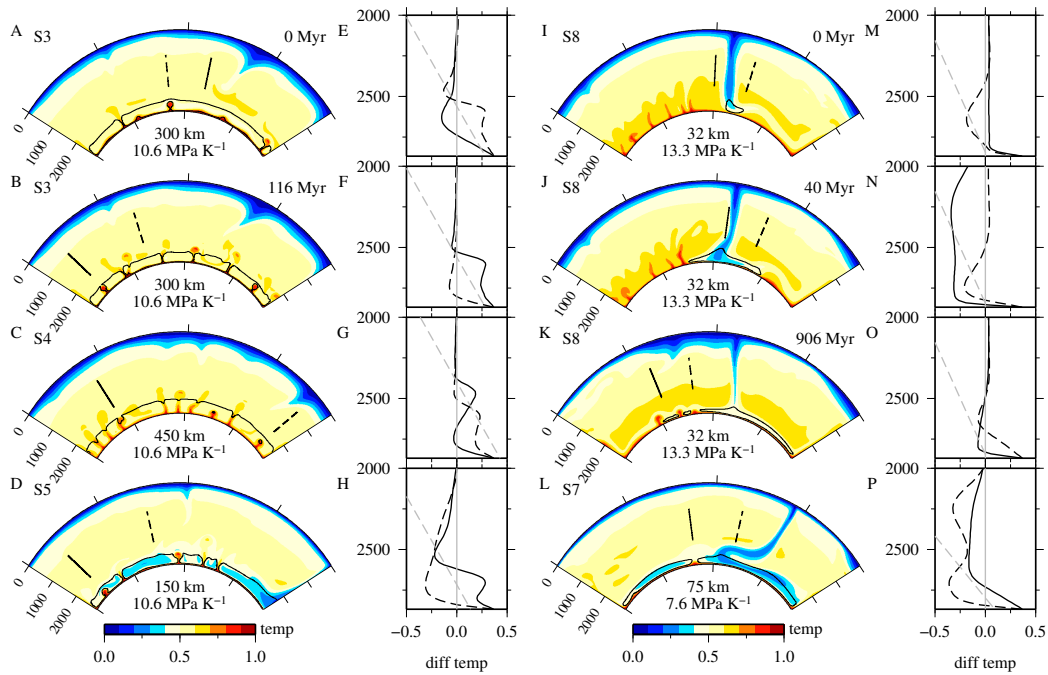 A S3 0 Myr
0 1000 2000
300 km
10.6 MPa K⁻¹
E
2000
2500
B S3 116 Myr
0 1000 2000
300 km
10.6 MPa K⁻¹
F
2000
2500
C S4
0 1000 2000
450 km
10.6 MPa K⁻¹
G
2000
2500
D S5
0 1000 2000
150 km
10.6 MPa K⁻¹
H
2000
2500
temp
0.0 0.5 1.0
−0.5 0.0 0.5
diff temp
I S8 0 Myr
0 1000 2000
32 km
13.3 MPa K⁻¹
M
2000
2500
J S8 40 Myr
0 1000 2000
32 km
13.3 MPa K⁻¹
N
2000
2500
K S8 906 Myr
0 1000 2000
32 km
13.3 MPa K⁻¹
O
2000
2500
L S7
0 1000 2000
75 km
7.6 MPa K⁻¹
P
2000
2500
temp
0.0 0.5 1.0
−0.5 0.0 0.5
diff temp